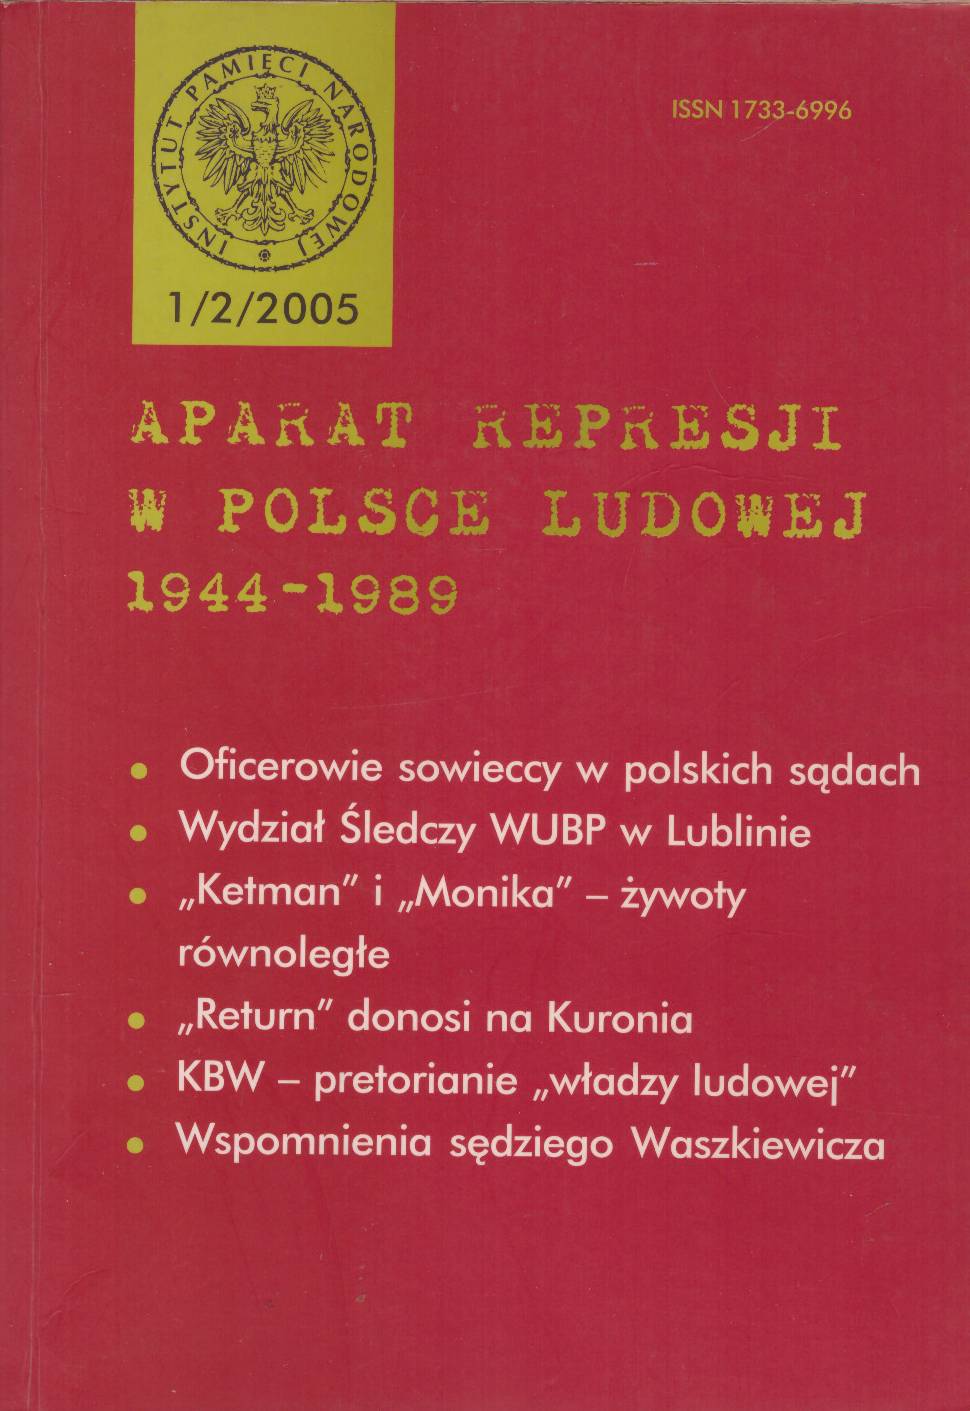 INSTYTUT PAMIĘCI NARODOWEJ
ISSN 1733-6996
1/2/2005
APARAT REPRESJI
W POLSCE LUDOWEJ
1944-1989
• Oficerowie sowieccy w polskich sądach
• Wydział Śledczy WUBP w Lublinie
• „Ketman” i „Monika” – żywoty
równoległe
• „Return” donosi na Kuronia
• KBW – pretorianie „władzy ludowej”
• Wspomnienia sędziego Waszkiewicza